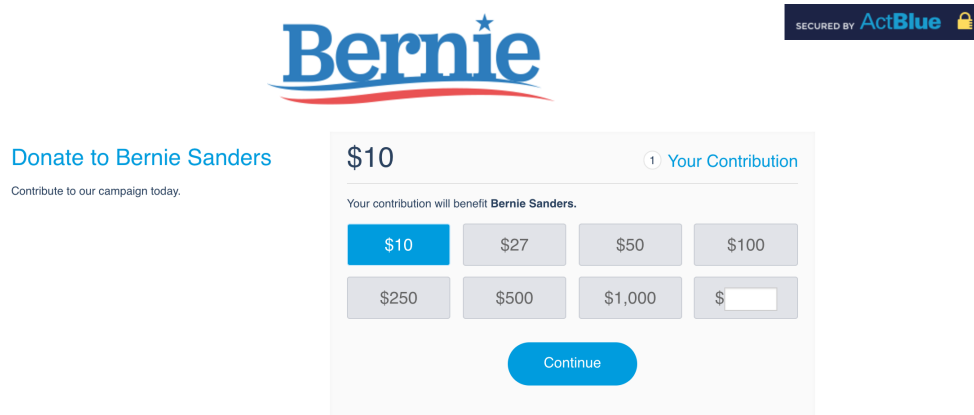 SECURED BY ActBlue
Bernie
Donate to Bernie Sanders
Contribute to our campaign today.
$10
1 Your Contribution
Your contribution will benefit Bernie Sanders.
$10 $27 $50 $100
$250 $500 $1,000 $
Continue